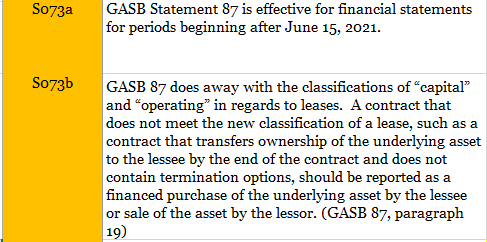 So73a
GASB Statement 87 is effective for financial statements
for periods beginning after June 15, 2021.
So73b
GASB 87 does away with the classifications of “capital”
and “operating” in regards to leases.  A contract that
does not meet the new classification of a lease, such as a
contract that transfers ownership of the underlying asset
to the lessee by the end of the contract and does not
contain termination options, should be reported as a
financed purchase of the underlying asset by the lessee
or sale of the asset by the lessor. (GASB 87, paragraph
19)